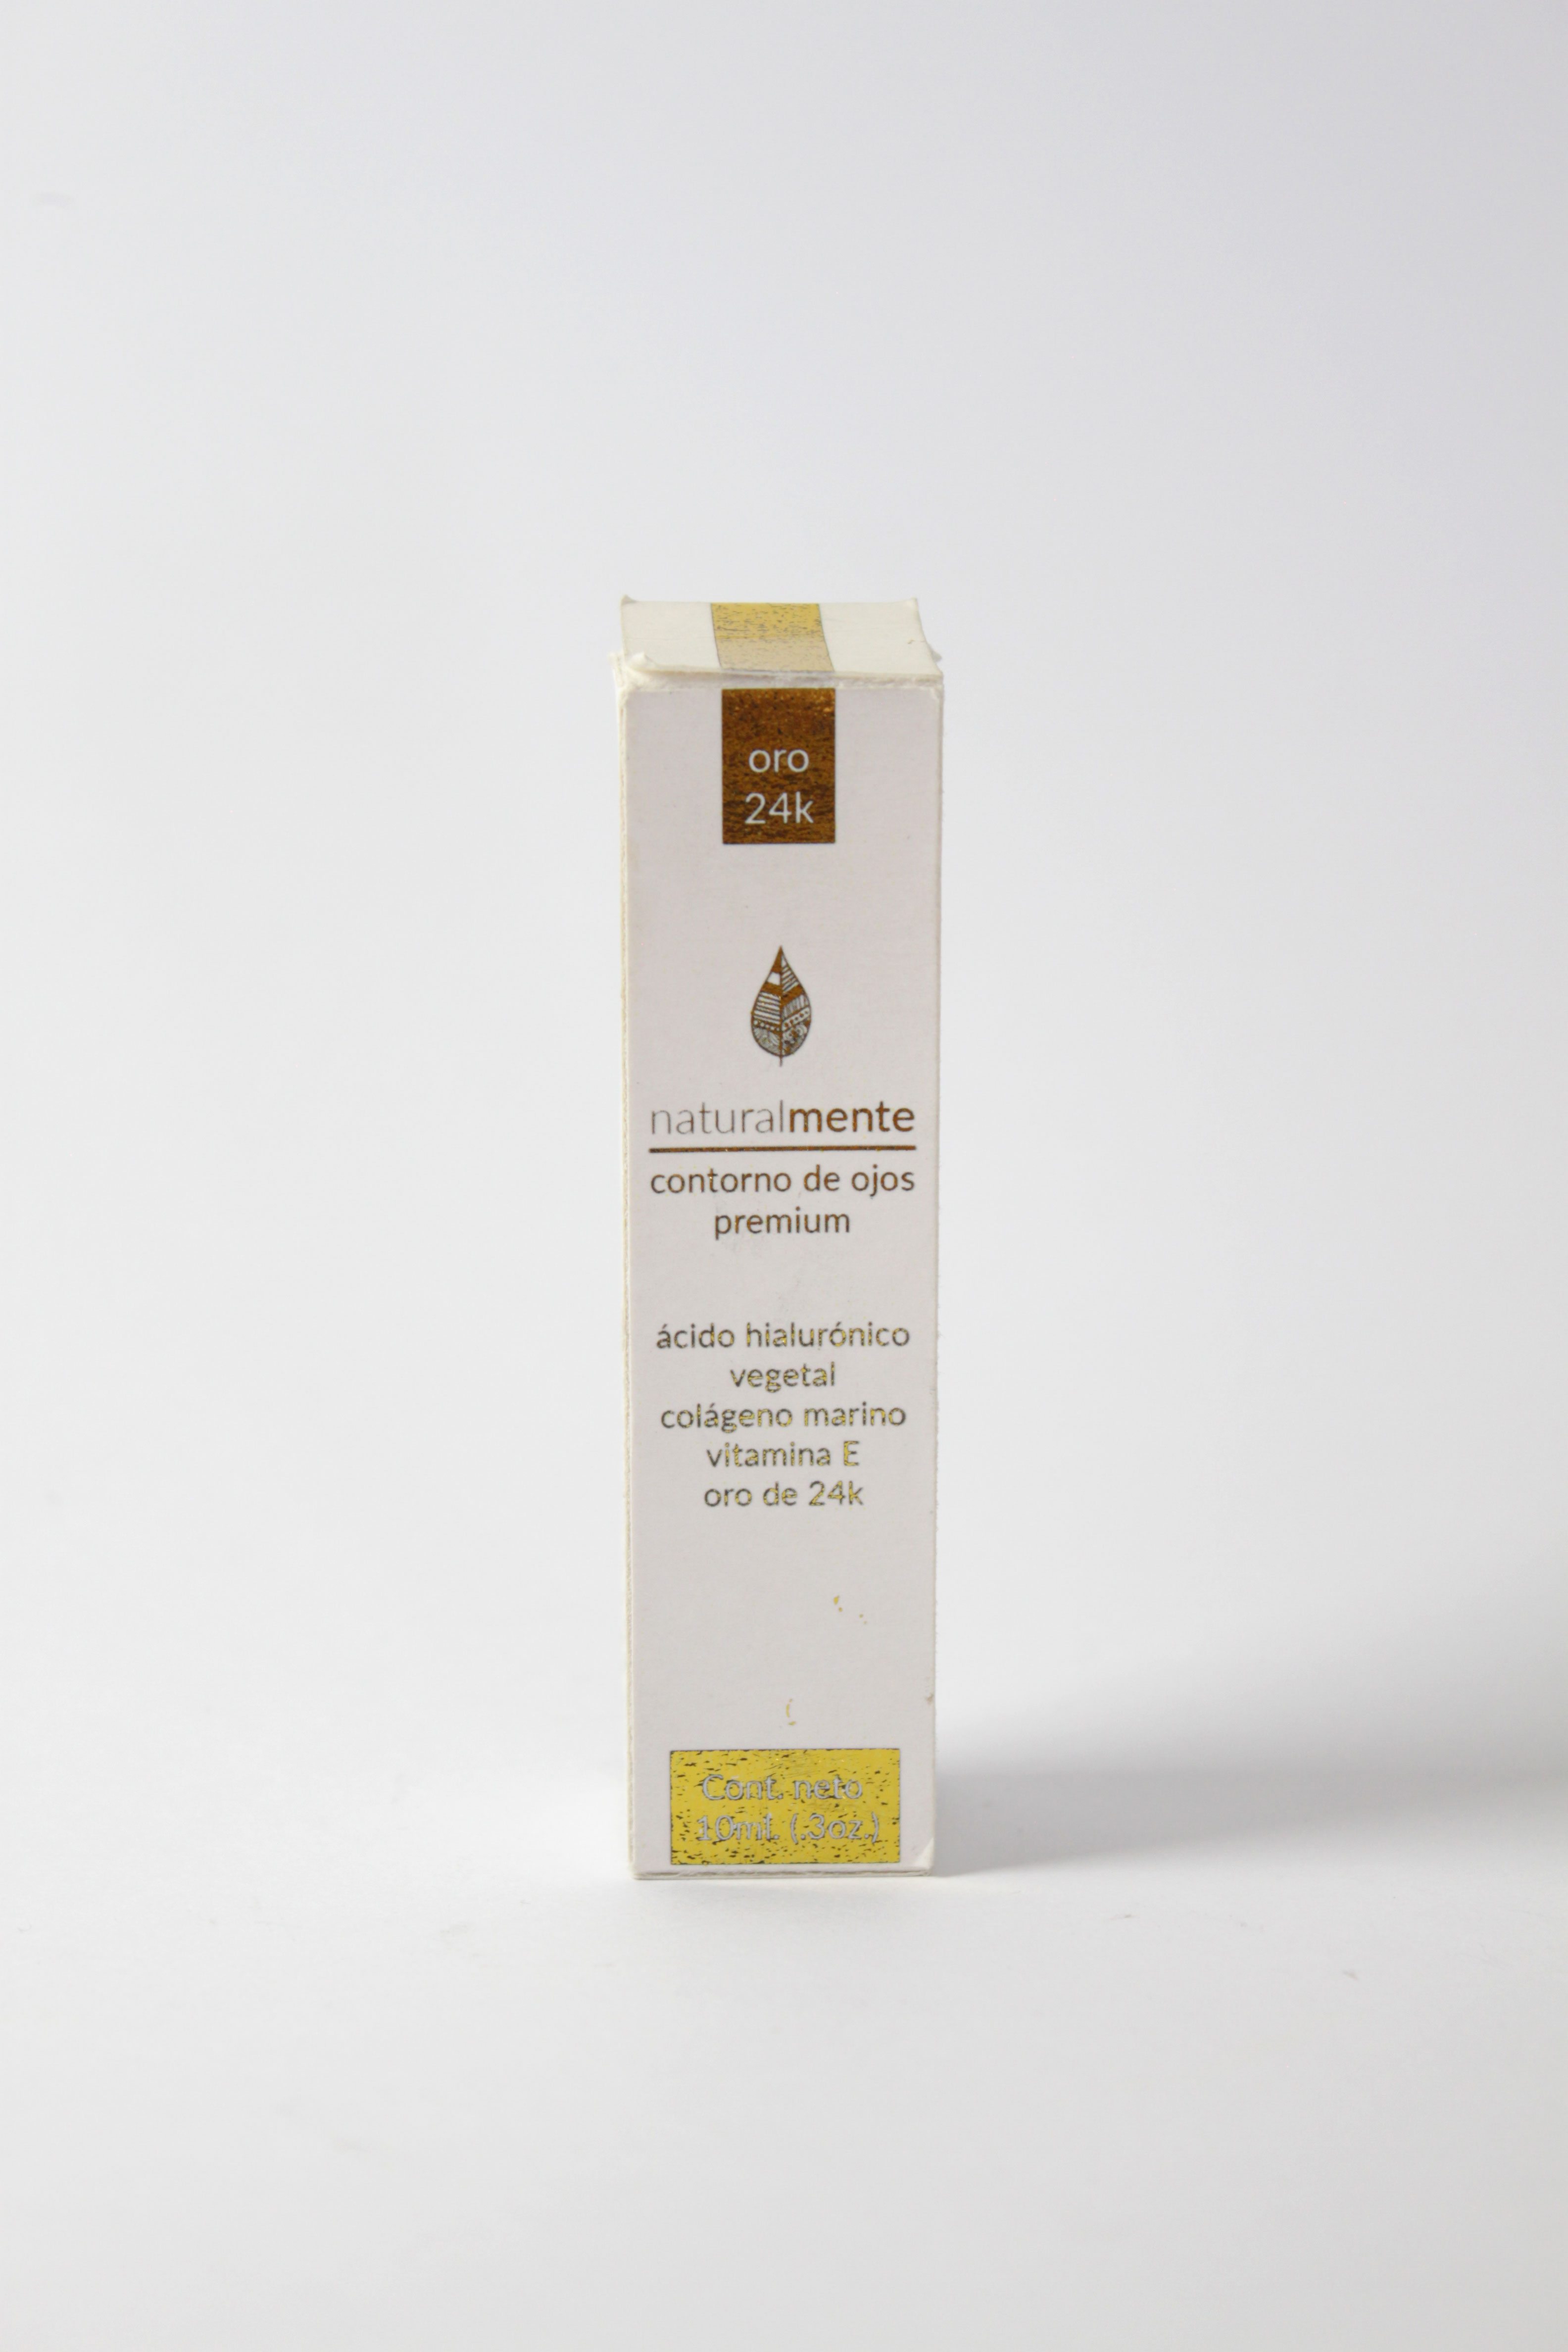 oro
24k
naturalmente
contorno de ojos
premium
ácido hialurónico
vegetal
colágeno marino
vitamina E
oro de 24k
Cont. neto
10ml. (.3oz.)